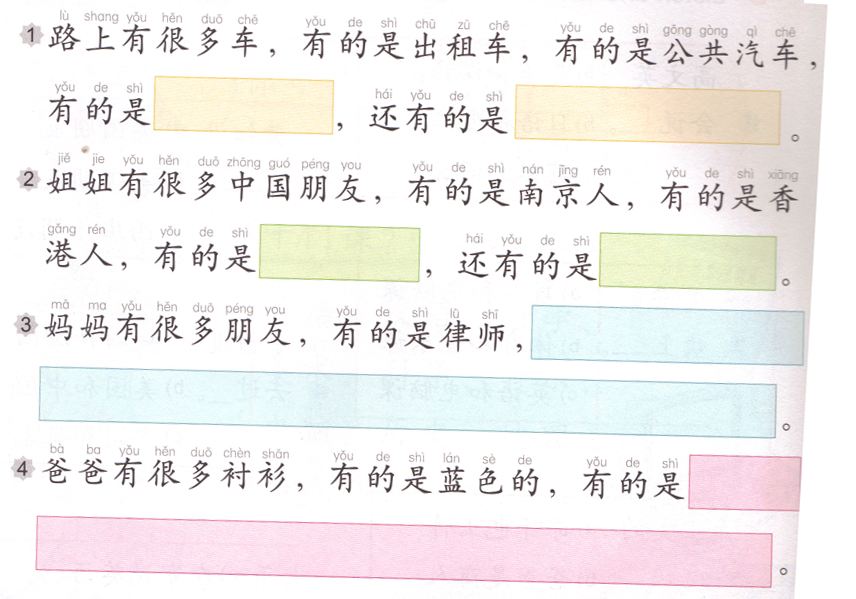 lù shang yǒu hěn duō chē yǒu de shì chū zū chē yǒu de shì gōng gòng qì chē
1 路上有很多车，有的是出租车，有的是公共汽车，
yǒu de shì hái yǒu de shì
有的是，还有的是。
jiě jie yǒu hěn duō zhōng guó péng you yǒu de shì nán jīng rén yǒu de shì xiāng
2 姐姐有很多中国朋友，有的是南京人，有的是香
gǎng rén yǒu de shì hái yǒu de shì
港人，有的是，还有的是。
mā ma yǒu hěn duō péng you yǒu de shì lǜ shī
3 妈妈有很多朋友，有的是律师，
。
bà ba yǒu hěn duō chèn shān yǒu de shì lán sè de yǒu de shì
4 爸爸有很多衬衫，有的是蓝色的，有的是
。